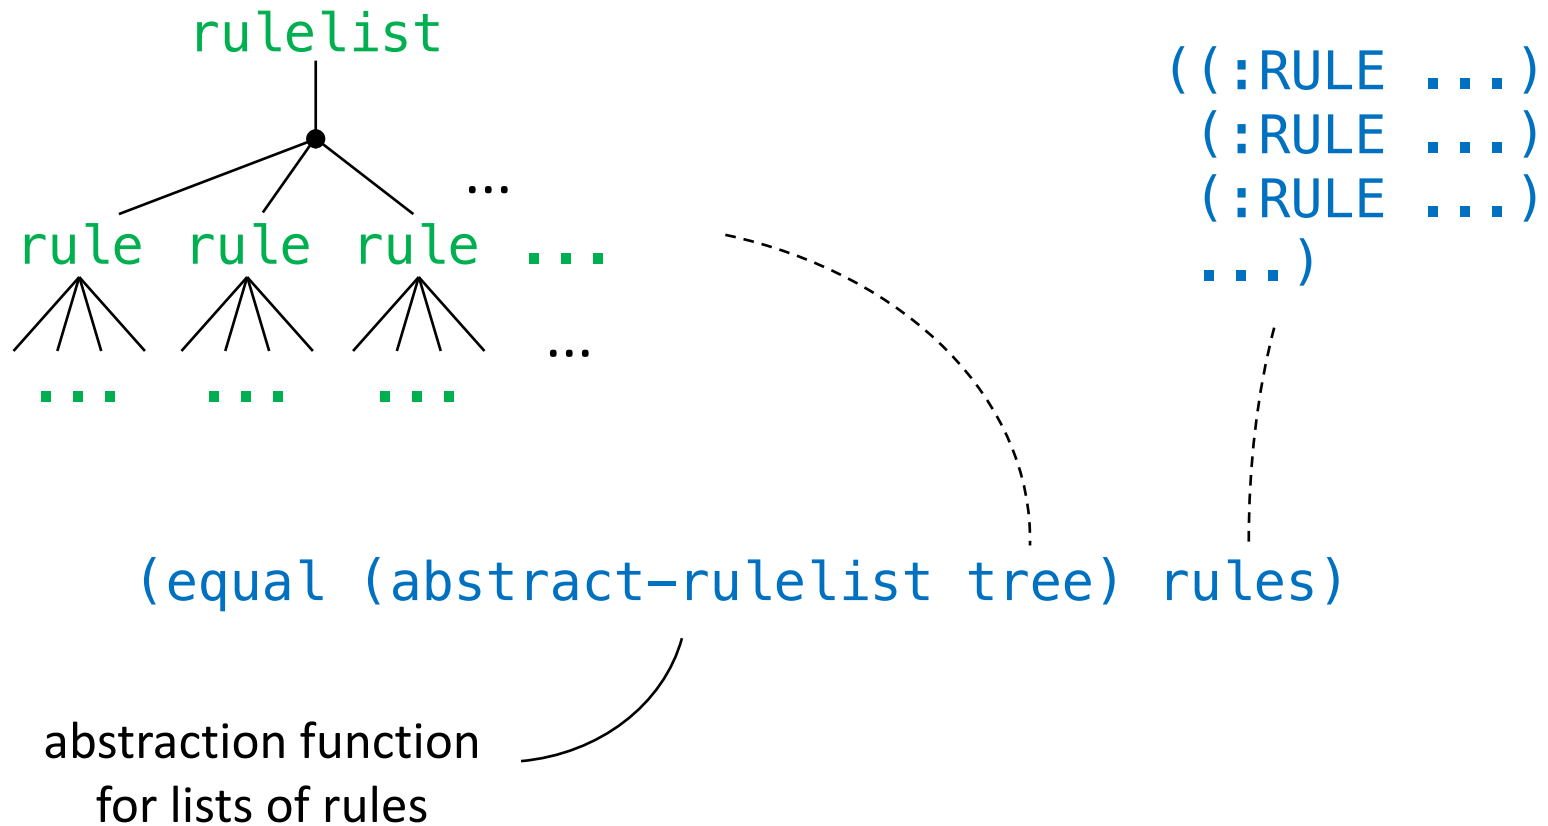 rulelist
...
rule rule rule ...
...
... ... ...
((:RULE ...)
(:RULE ...)
(:RULE ...)
...)
(equal (abstract-rulelist tree) rules)
abstraction function
for lists of rules